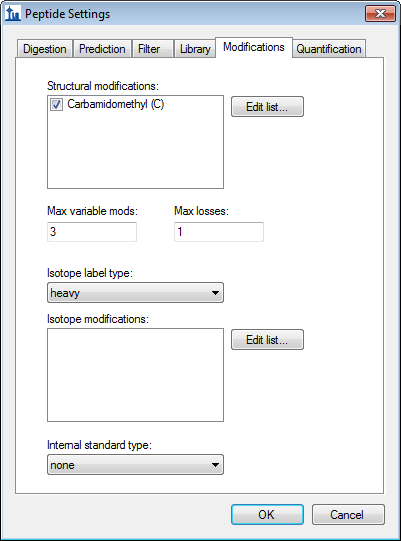 Peptide Settings
Digestion Prediction Filter Library Modifications Quantification
Structural modifications:
Carbamidomethyl (C)
Edit list...
Max variable mods: Max losses:
3 1
Isotope label type:
heavy
Isotope modifications:
Edit list...
Internal standard type:
none
OK Cancel